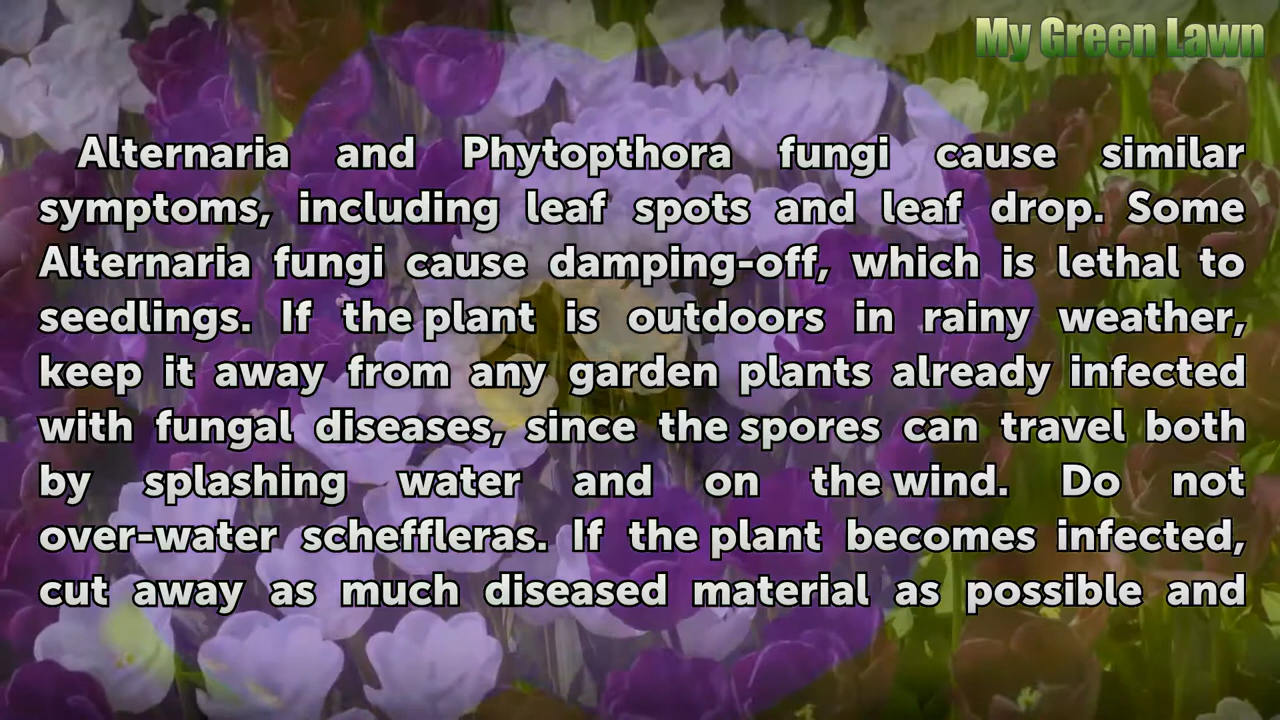 My Green Lawn
Alternaria and Phytopthora fungi cause similar
symptoms, including leaf spots and leaf drop. Some
Alternaria fungi cause damping-off, which is lethal to
seedlings. If the plant is outdoors in rainy weather,
keep it away from any garden plants already infected
with fungal diseases, since the spores can travel both
by splashing water and on the wind. Do not
over-water scheffleras. If the plant becomes infected,
cut away as much diseased material as possible and